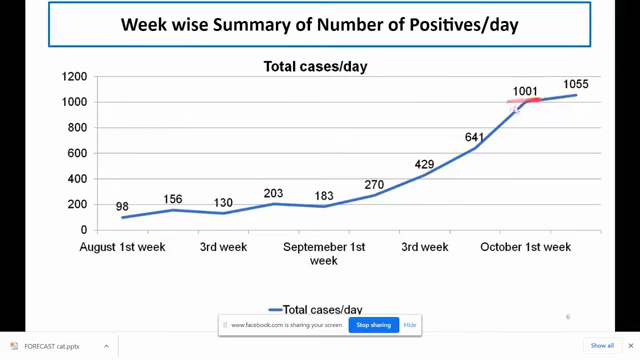 Week wise Summary of Number of Positives/day
Total cases/day
1200
1000
800
600
400
200
0
98
156
130
203
183
270
429
641
1001
1055
August 1st week
3rd week
Septemeber 1st
week
3rd week
October 1st week
Total cases/day
6
www.facebook.com is sharing your screen.
Stop sharing
Hide
FORECAST cat.pptx
Show all